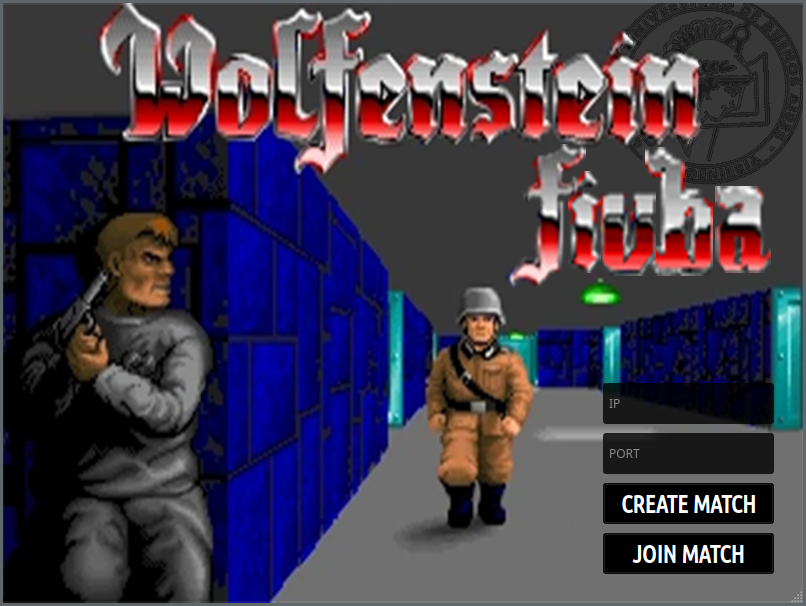 Wolfenstein
fiuba
IP
PORT
CREATE MATCH
JOIN MATCH